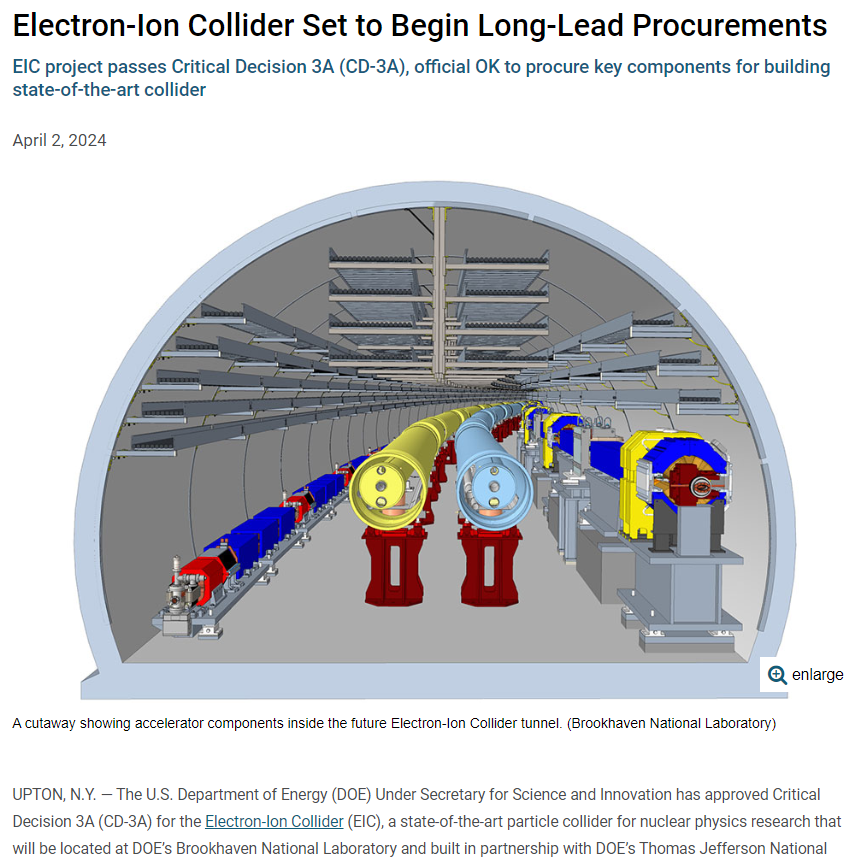 Electron-Ion Collider Set to Begin Long-Lead Procurements
EIC project passes Critical Decision 3A (CD-3A), official OK to procure key components for building
state-of-the-art collider
April 2, 2024
enlarge
A cutaway showing accelerator components inside the future Electron-Ion Collider tunnel. (Brookhaven National Laboratory)
UPTON, N.Y. — The U.S. Department of Energy (DOE) Under Secretary for Science and Innovation has approved Critical
Decision 3A (CD-3A) for the Electron-Ion Collider (EIC), a state-of-the-art particle collider for nuclear physics research that
will be located at DOE’s Brookhaven National Laboratory and built in partnership with DOE’s Thomas Jefferson National